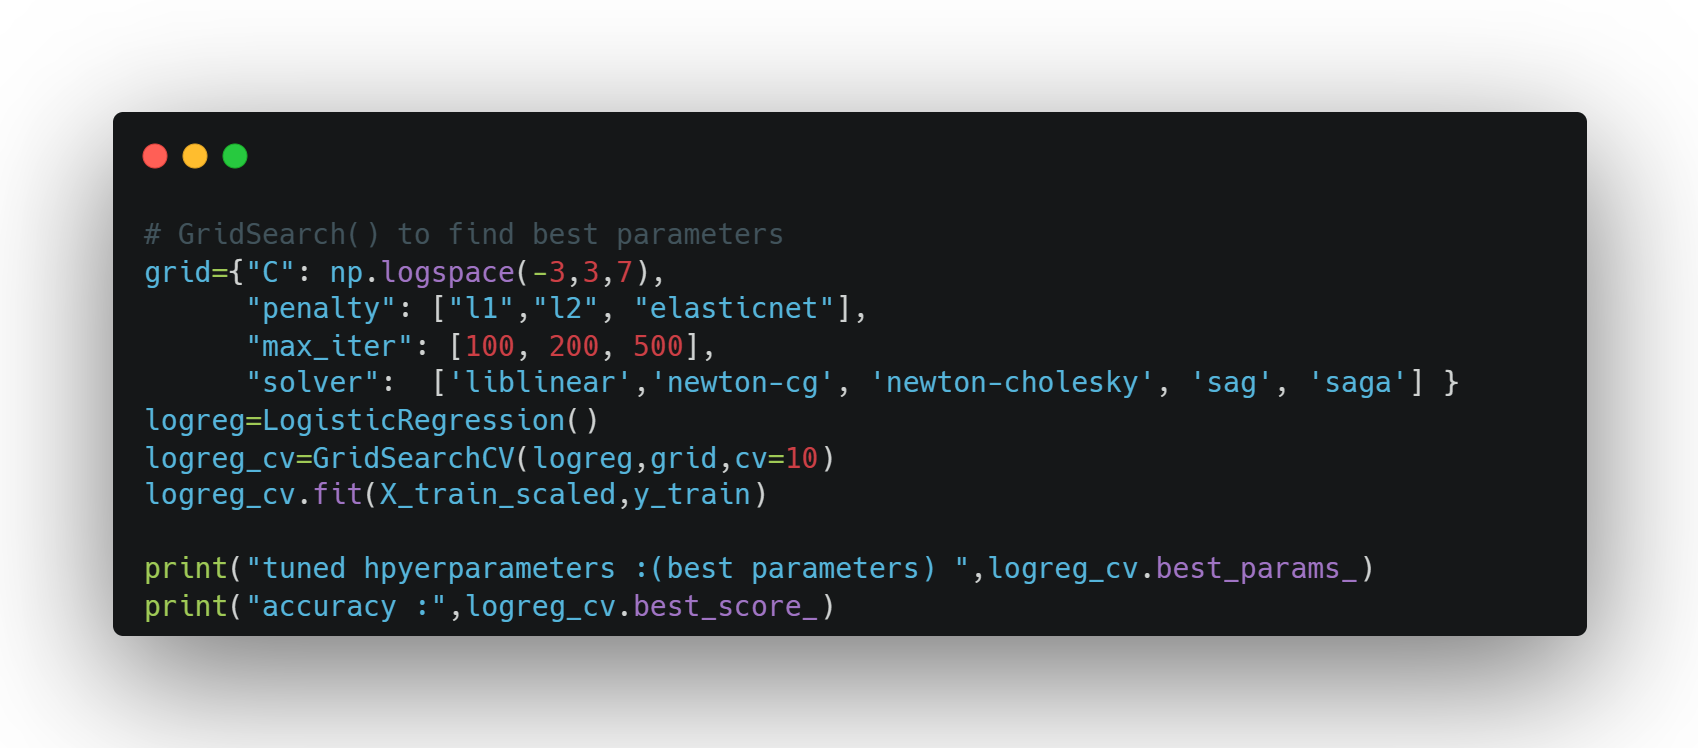 # GridSearch() to find best parameters
grid={"C": np.logspace(-3,3,7),
      "penalty": ["l1","l2", "elasticnet"],
      "max_iter": [100, 200, 500],
      "solver":  ['liblinear','newton-cg', 'newton-cholesky', 'sag', 'saga'] }
logreg=LogisticRegression()
logreg_cv=GridSearchCV(logreg,grid,cv=10)
logreg_cv.fit(X_train_scaled,y_train)

print("tuned hpyerparameters :(best parameters) ",logreg_cv.best_params_)
print("accuracy :",logreg_cv.best_score_)